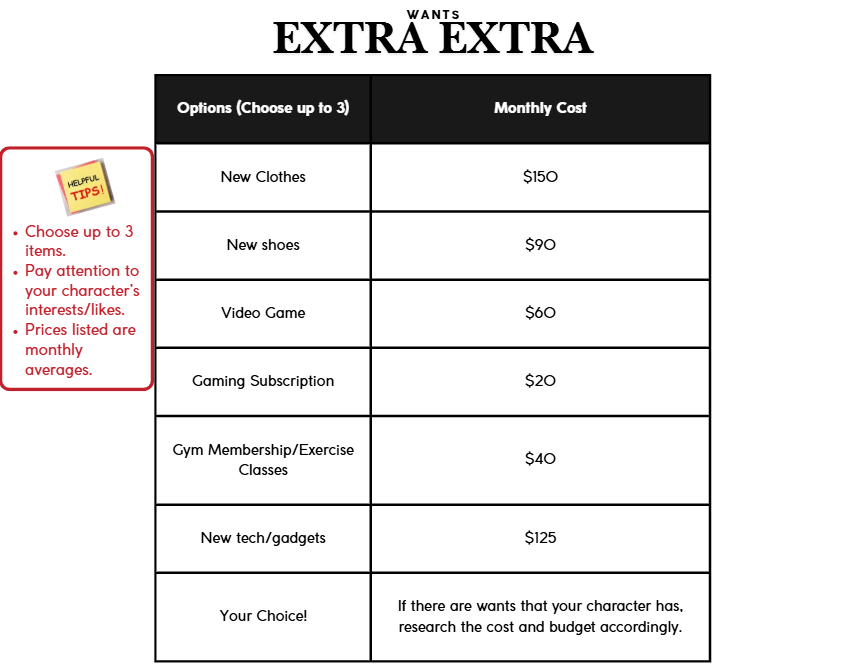 WANTS
EXTRA EXTRA
Options (Choose up to 3)
Monthly Cost
HELPFUL
TIPS!
• Choose up to 3
items.
• Pay attention to
your character's
interests/likes.
• Prices listed are
monthly
averages.
New Clothes
$150
New shoes
$90
Video Game
$60
Gaming Subscription
$20
Gym Membership/Exercise
Classes
$40
New tech/gadgets
$125
Your Choice!
If there are wants that your character has,
research the cost and budget accordingly.